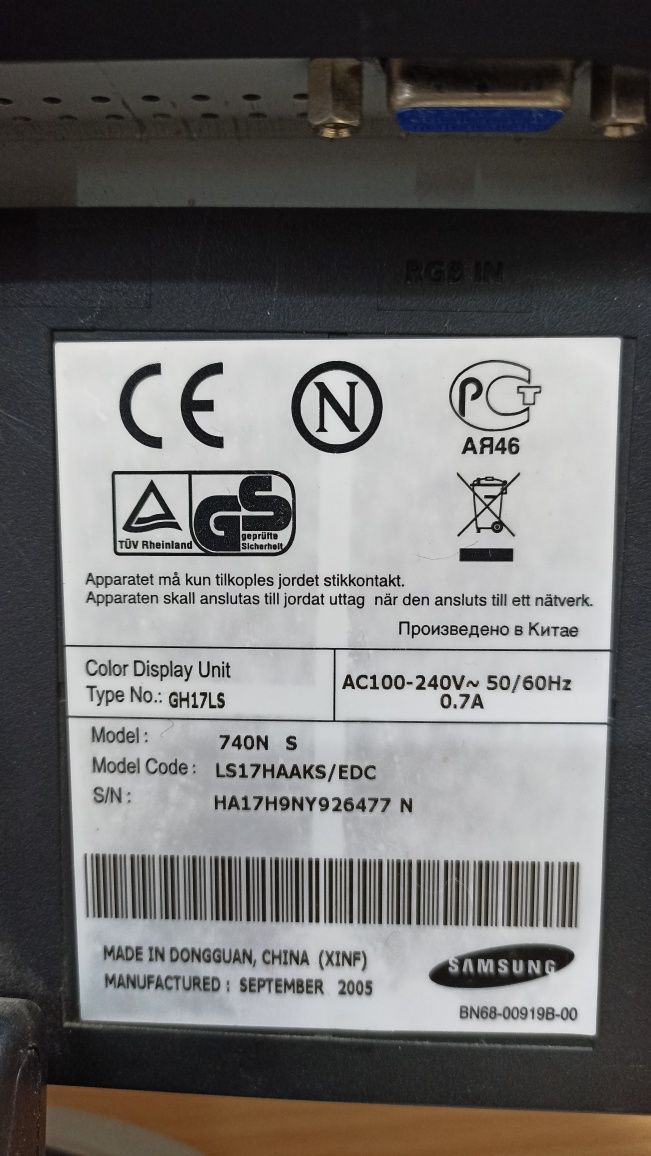 RGB IN
CE
N
РСТ
АЯ46
TÜV Rheinland
GS
geprüfte
Sicherheit
Apparatet må kun tilkoples jordet stikkontakt.
Apparaten skall anslutas till jordat uttag när den ansluts till ett nätverk.
Произведено в Китае
Color Display Unit
Type No.: GH17LS
AC100-240V~ 50/60Hz
0.7A
Model : 740N S
Model Code : LS17HAAKS/EDC
S/N : HA17H9NY926477 N
MADE IN DONGGUAN, CHINA (XINF)
MANUFACTURED : SEPTEMBER 2005
SAMSUNG
BN68-00919B-00